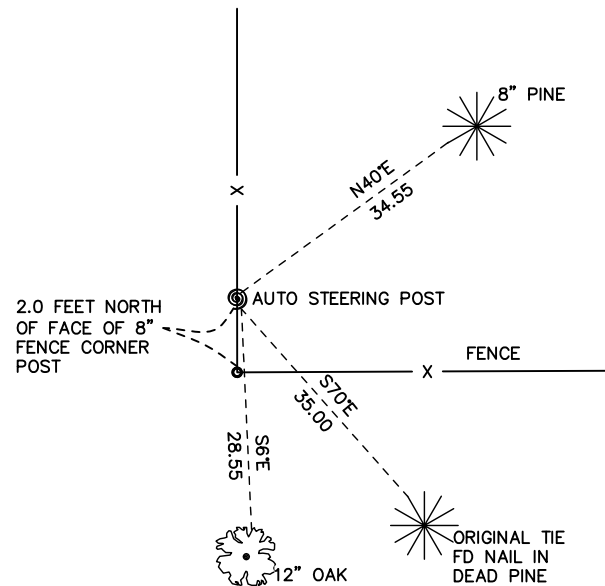 8” PINE
N40°E
34.55
X
AUTO STEERING POST
2.0 FEET NORTH
OF FACE OF 8”
FENCE CORNER
POST
FENCE
X
S70°E
35.00
S6°E
28.55
12” OAK
ORIGINAL TIE
FD NAIL IN
DEAD PINE